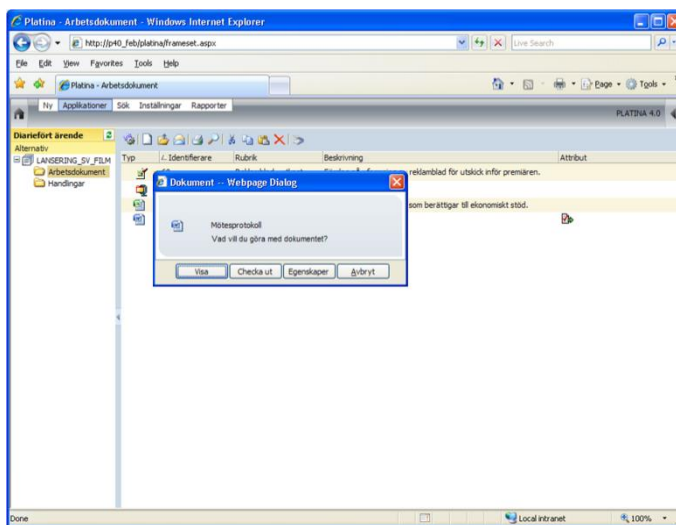 Platina - Arbetsdokument - Windows Internet Explorer
http://p40_feb/platina/frameset.aspx
Live Search
File Edit View Favorites Tools Help
Platina - Arbetsdokument
Page Tools
Ny Applikationer Sök Inställningar Rapporter
PLATINA 4.0
Diariefört ärende
Alternativ
Typ Identifierare Rubrik Beskrivning Attribut
LANSERING_SV_FILM
Arbetsdokument
reklamblad för utskick inför premiären.
Handlingar
Dokument -- Webpage Dialog
som berättigar till ekonomiskt stöd.
Mötesprotokoll
Vad vill du göra med dokumentet?
Visa Checka ut Egenskaper Avbryt
Done Local intranet 100%